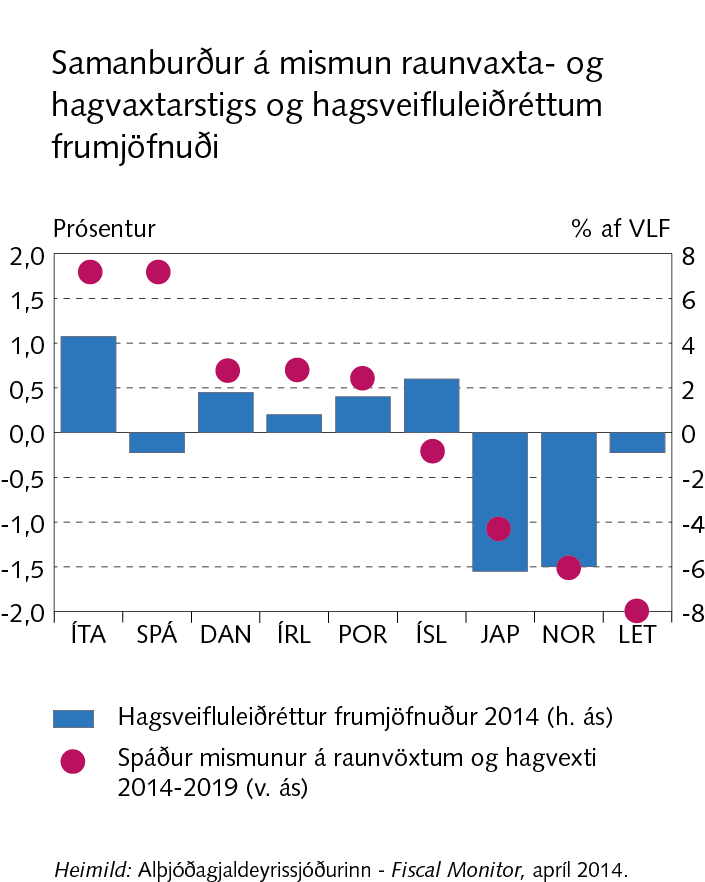 Samanburður á mismun raunvaxta- og
hagvaxtarstigs og hagsveifluleiðréttum
frumjöfnuði
Prósentur % af VLF
2,0 8
1,5 6
1,0 4
0,5 2
0,0 0
-0,5 -2
-1,0 -4
-1,5 -6
-2,0 -8
ÍTA SPÁ DAN ÍRL POR ÍSL JAP NOR LET
Hagsveifluleiðréttur frumjöfnuður 2014 (h. ás)
Spáður mismunur á raunvöxtum og hagvexti
2014-2019 (v. ás)
Heimild: Alþjóðagjaldeyrissjóðurinn - Fiscal Monitor, apríl 2014.